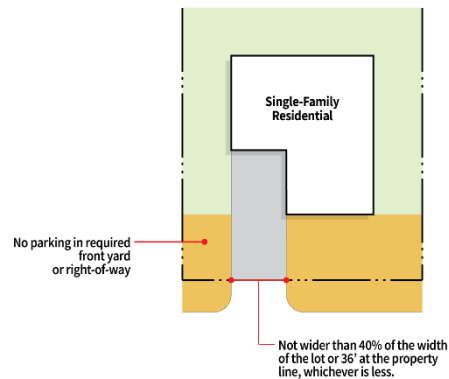 Single-Family
Residential
No parking in required
front yard
or right-of-way
Not wider than 40% of the width
of the lot or 36’ at the property
line, whichever is less.